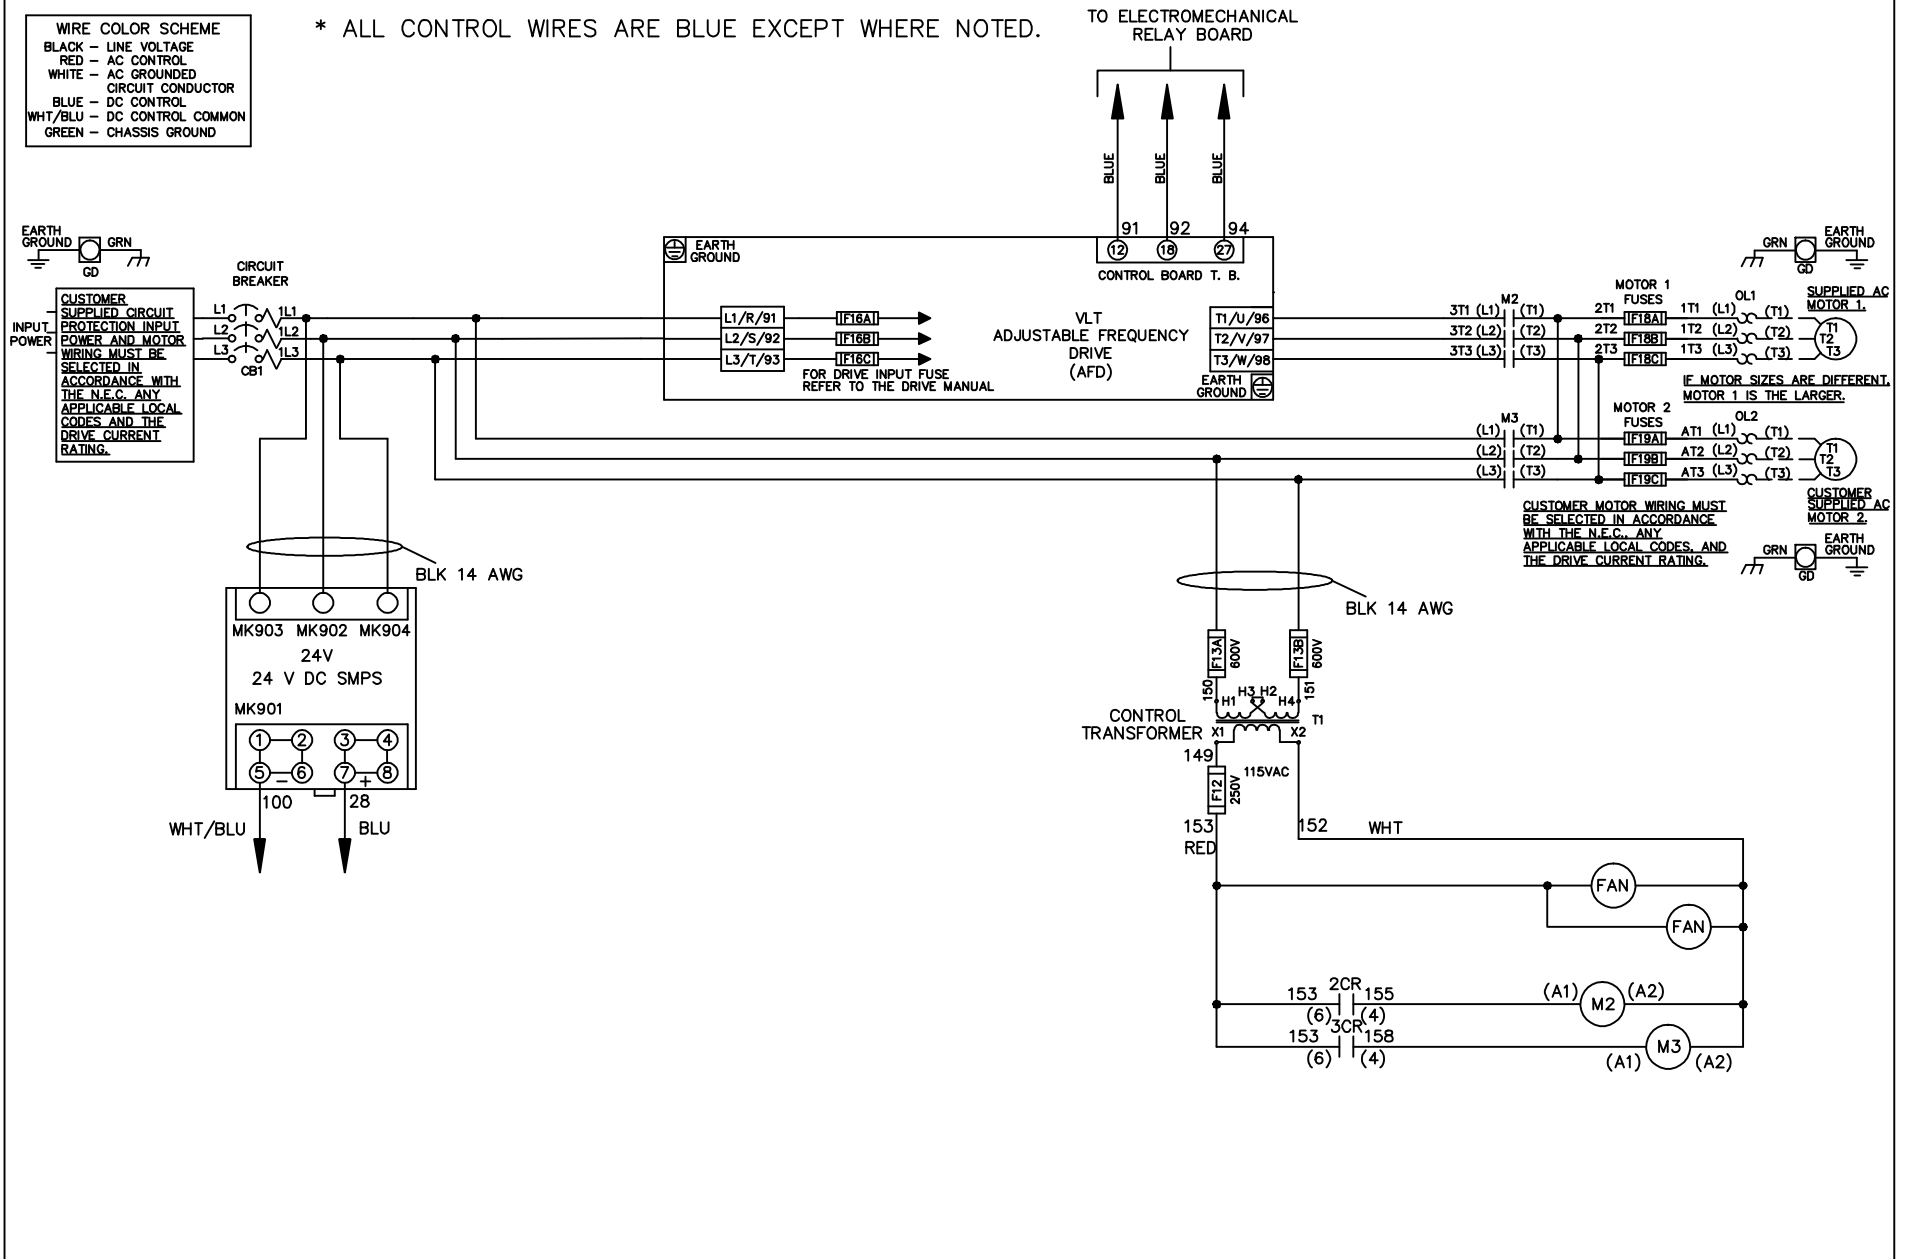 WIRE COLOR SCHEME
BLACK – LINE VOLTAGE
RED – AC CONTROL
WHITE – AC GROUNDED
CIRCUIT CONDUCTOR
BLUE – DC CONTROL
WHT/BLU – DC CONTROL COMMON
GREEN – CHASSIS GROUND
* ALL CONTROL WIRES ARE BLUE EXCEPT WHERE NOTED.
TO ELECTROMECHANICAL
RELAY BOARD
BLUE
BLUE
BLUE
91 92 94
12 18 27
CONTROL BOARD T. B.
EARTH
GROUND
GRN
GD
CIRCUIT
BREAKER
INPUT
POWER
CUSTOMER
SUPPLIED CIRCUIT
PROTECTION INPUT
POWER AND MOTOR
WIRING MUST BE
SELECTED IN
ACCORDANCE WITH
THE N.E.C. ANY
APPLICABLE LOCAL
CODES AND THE
DRIVE CURRENT
RATING.
L1 1L1
L2 1L2
L3 1L3
CB1
EARTH
GROUND
L1/R/91 F16A
L2/S/92 F16B
L3/T/93 F16C
FOR DRIVE INPUT FUSE
REFER TO THE DRIVE MANUAL
VLT
ADJUSTABLE FREQUENCY
DRIVE
(AFD)
T1/U/96
T2/V/97
T3/W/98
EARTH
GROUND
M2
3T1 (L1) (T1)
3T2 (L2) (T2)
3T3 (L3) (T3)
MOTOR 1
FUSES
2T1 F18A 1T1 (L1) (T1)
2T2 F18B 1T2 (L2) (T2)
2T3 F18C 1T3 (L3) (T3)
OL1
GRN
EARTH
GROUND
GD
SUPPLIED AC
MOTOR 1.
T1
T2
T3
IF MOTOR SIZES ARE DIFFERENT,
MOTOR 1 IS THE LARGER.
M3
(L1) (T1)
(L2) (T2)
(L3) (T3)
MOTOR 2
FUSES
F19A AT1 (L1) (T1)
F19B AT2 (L2) (T2)
F19C AT3 (L3) (T3)
OL2
T1
T2
T3
CUSTOMER
SUPPLIED AC
MOTOR 2.
CUSTOMER MOTOR WIRING MUST
BE SELECTED IN ACCORDANCE
WITH THE N.E.C., ANY
APPLICABLE LOCAL CODES, AND
THE DRIVE CURRENT RATING.
GRN
EARTH
GROUND
GD
BLK 14 AWG
MK903 MK902 MK904
24V
24 V DC SMPS
MK901
1 2 3 4
5 – 6 7 + 8
100 28
WHT/BLU BLU
BLK 14 AWG
F13A 600V
F13B 600V
150 151
H1 H3 H2 H4
T1
CONTROL
TRANSFORMER
X1 X2
149
115VAC
F12 250V
153
RED
152 WHT
FAN
FAN
2CR
153 155
(6) (4)
(A1) M2 (A2)
3CR
153 158
(6) (4)
(A1) M3 (A2)